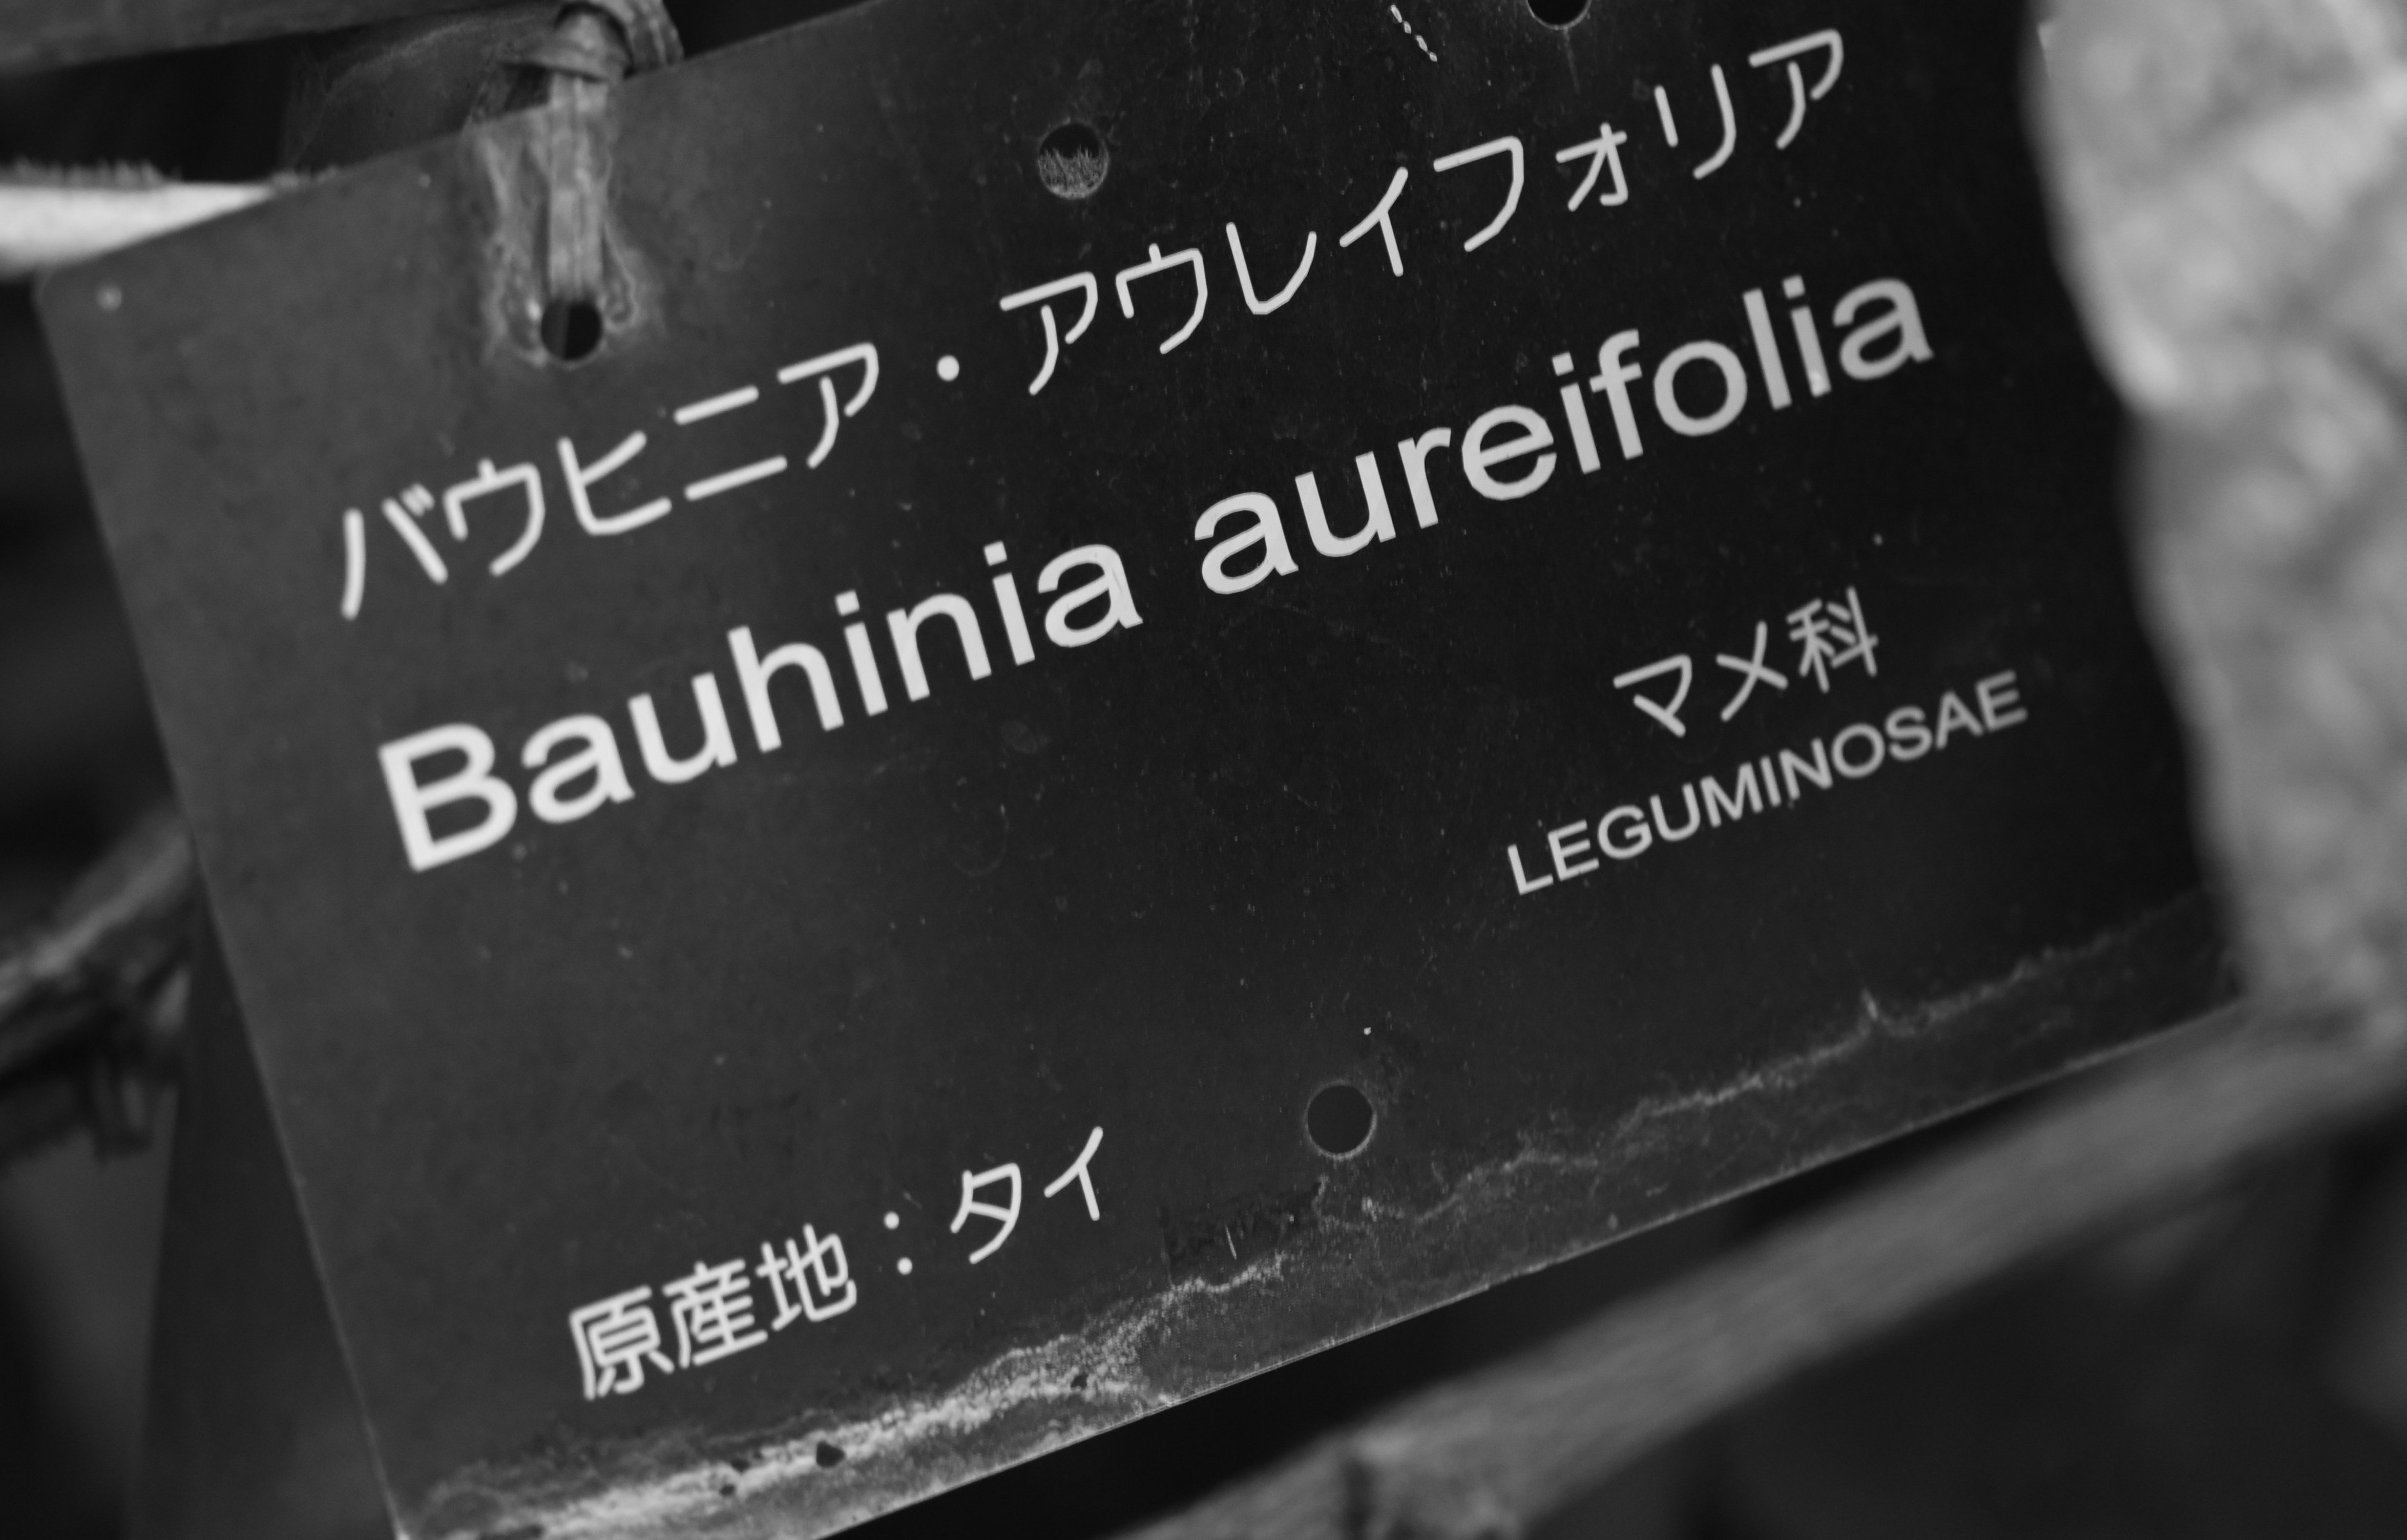 バウヒニア・アウレイフォリア
Bauhinia aureifolia
マメ科
LEGUMINOSAE
原産地：タイ